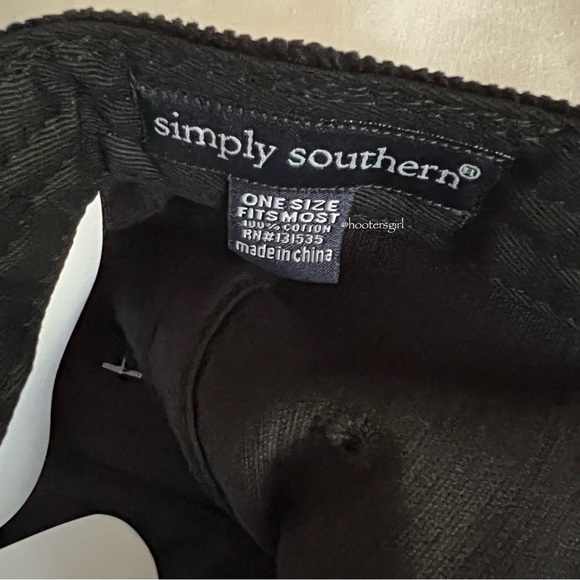 simply southern®
ONE SIZE
FITS MOST
100% COTTON
RN#131535
made in china
@hootersgirl